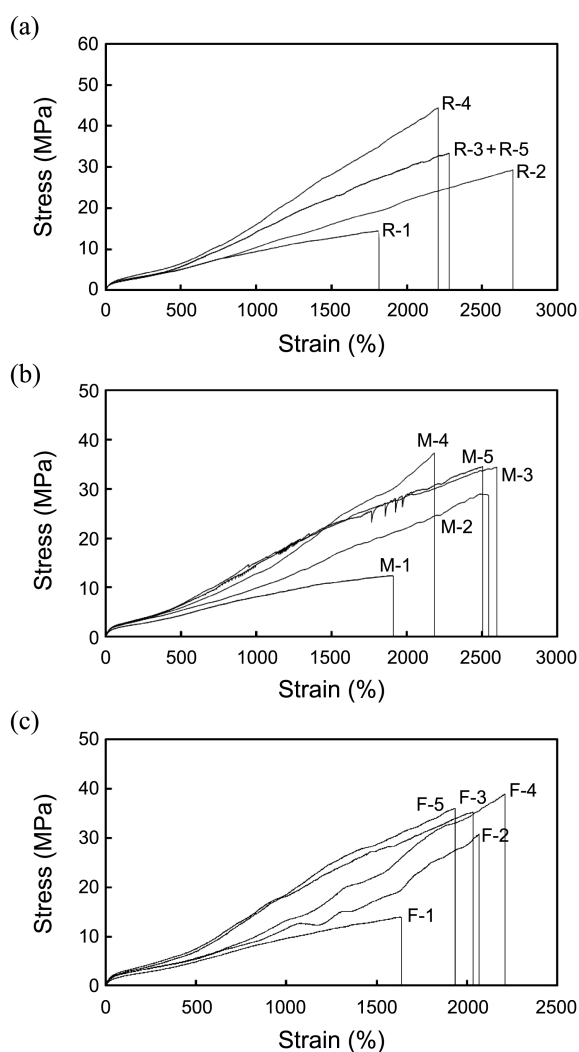 (a)
60
50
40
30
20
10
0
Stress (MPa)
R-4
R-3 + R-5
R-2
R-1
0 500 1000 1500 2000 2500 3000
Strain (%)
(b)
50
40
30
20
10
0
Stress (MPa)
M-4
M-5
M-3
M-2
M-1
0 500 1000 1500 2000 2500 3000
Strain (%)
(c)
50
40
30
20
10
0
Stress (MPa)
F-5 F-3 F-4
F-2
F-1
0 500 1000 1500 2000 2500
Strain (%)